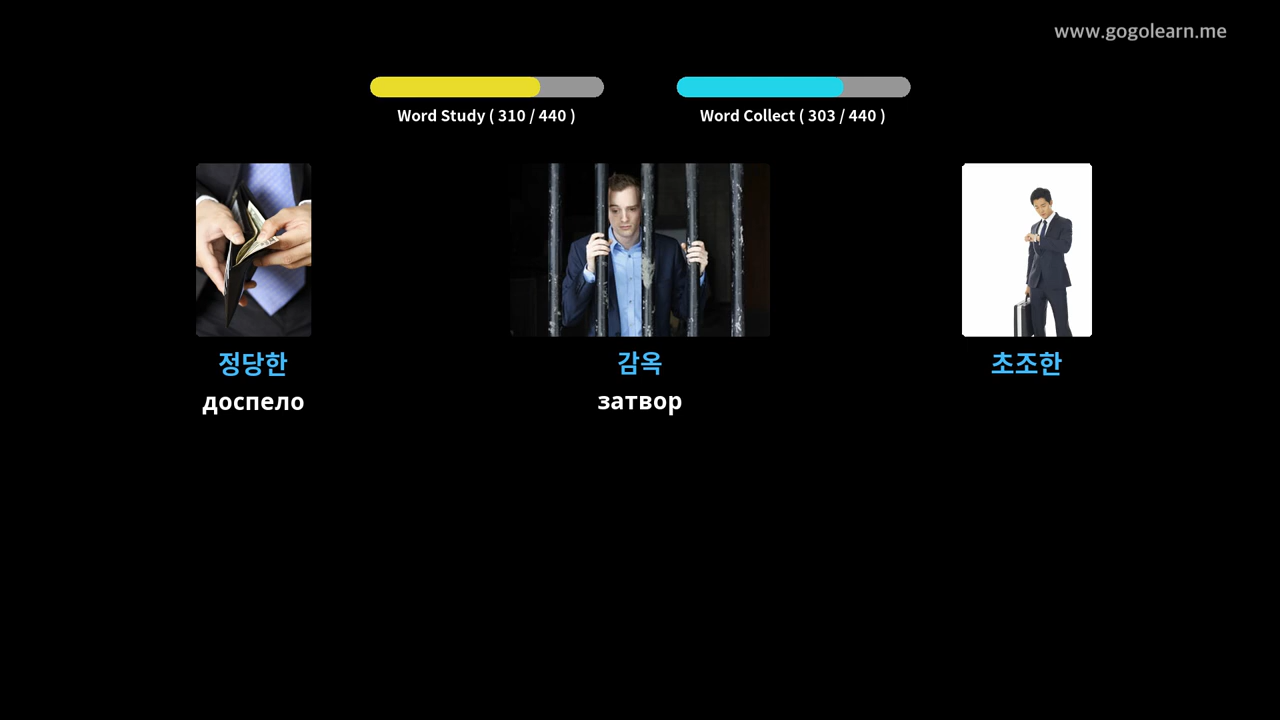 www.gogolearn.me
Word Study ( 310 / 440 )
Word Collect ( 303 / 440 )
정당한
감옥
초조한
доспело
затвор